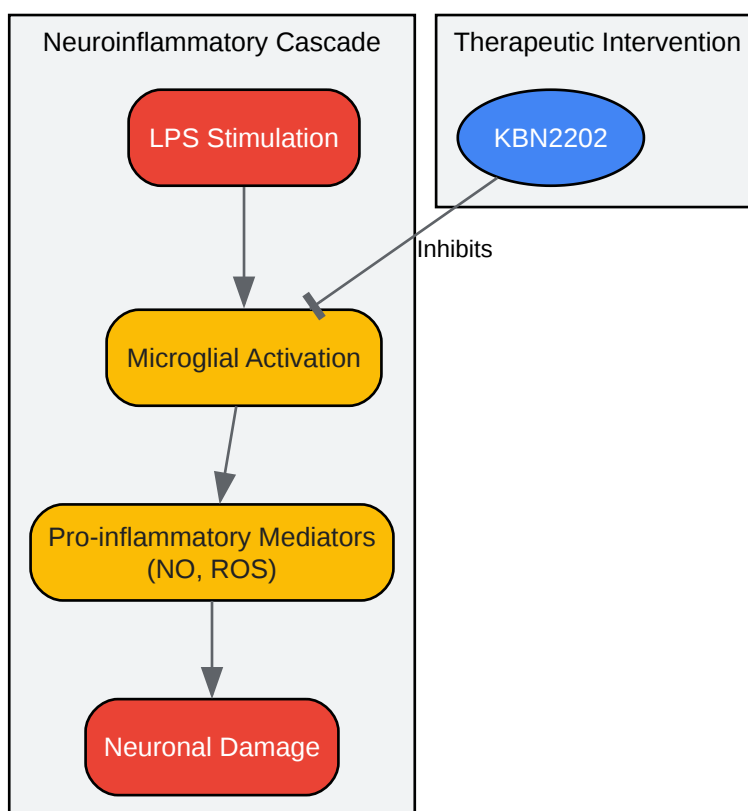 Neuroinflammatory Cascade
Therapeutic Intervention
LPS Stimulation
KBN2202
Inhibits
Microglial Activation
Pro-inflammatory Mediators
(NO, ROS)
Neuronal Damage